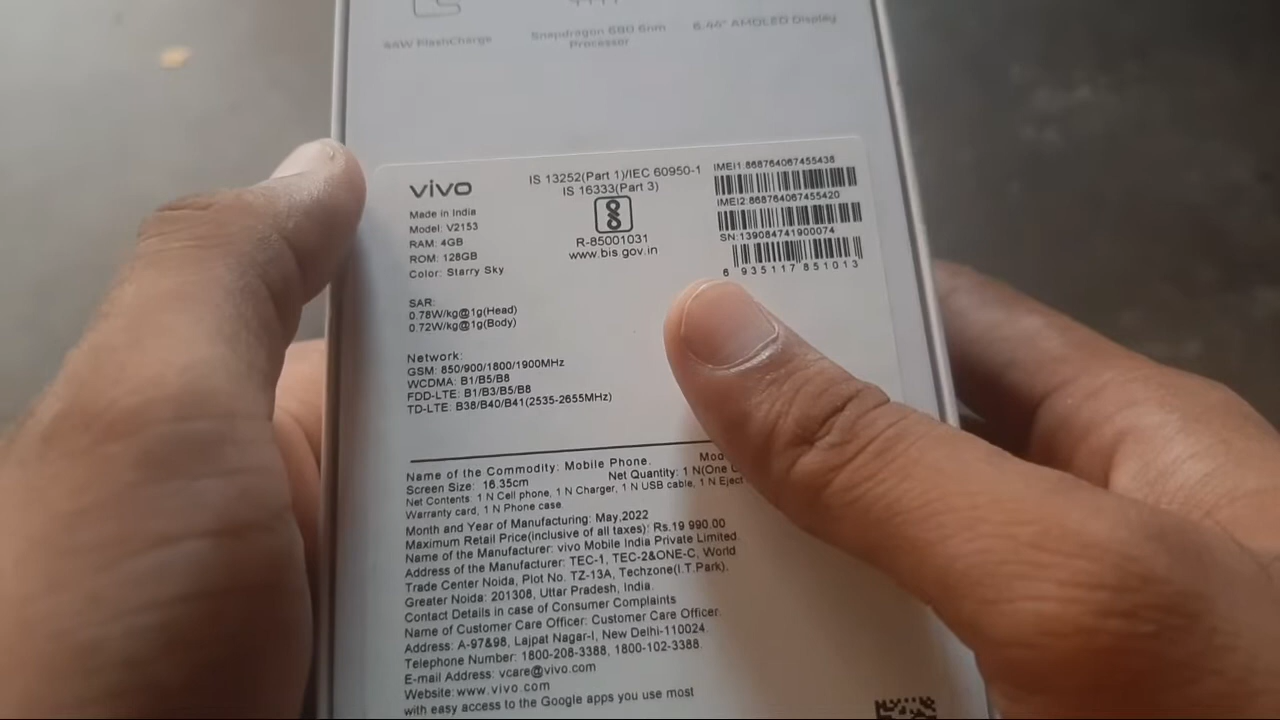 44W FlashCharge
Snapdragon 680 6nm
Processor
6.44" AMOLED Display
vivo
Made in India
Model: V2153
RAM: 4GB
ROM: 128GB
Color: Starry Sky
IS 13252(Part 1)/IEC 60950-1
IS 16333(Part 3)
R-85001031
www.bis.gov.in
IMEI1:868764067455438
IMEI2:868764067455420
SN:139084741900074
6 935117 851013
SAR:
0.78W/kg@1g(Head)
0.72W/kg@1g(Body)
Network:
GSM: 850/900/1800/1900MHz
WCDMA: B1/B5/B8
FDD-LTE: B1/B3/B5/B8
TD-LTE: B38/B40/B41(2535-2655MHz)
Name of the Commodity: Mobile Phone. Mod
Screen Size: 16.35cm Net Quantity: 1 N(One C
Net Contents: 1 N Cell phone, 1 N Charger, 1 N USB cable, 1 N Eject
Warranty card, 1 N Phone case.
Month and Year of Manufacturing: May,2022
Maximum Retail Price(inclusive of all taxes): Rs.19 990.00
Name of the Manufacturer: vivo Mobile India Private Limited.
Address of the Manufacturer: TEC-1, TEC-2&ONE-C, World
Trade Center Noida, Plot No. TZ-13A, Techzone(I.T.Park).
Greater Noida: 201308, Uttar Pradesh, India.
Contact Details in case of Consumer Complaints
Name of Customer Care Officer: Customer Care Officer.
Address: A-97&98, Lajpat Nagar-I, New Delhi-110024.
Telephone Number: 1800-208-3388, 1800-102-3388.
E-mail Address: vcare@vivo.com
Website: www.vivo.com
with easy access to the Google apps you use most